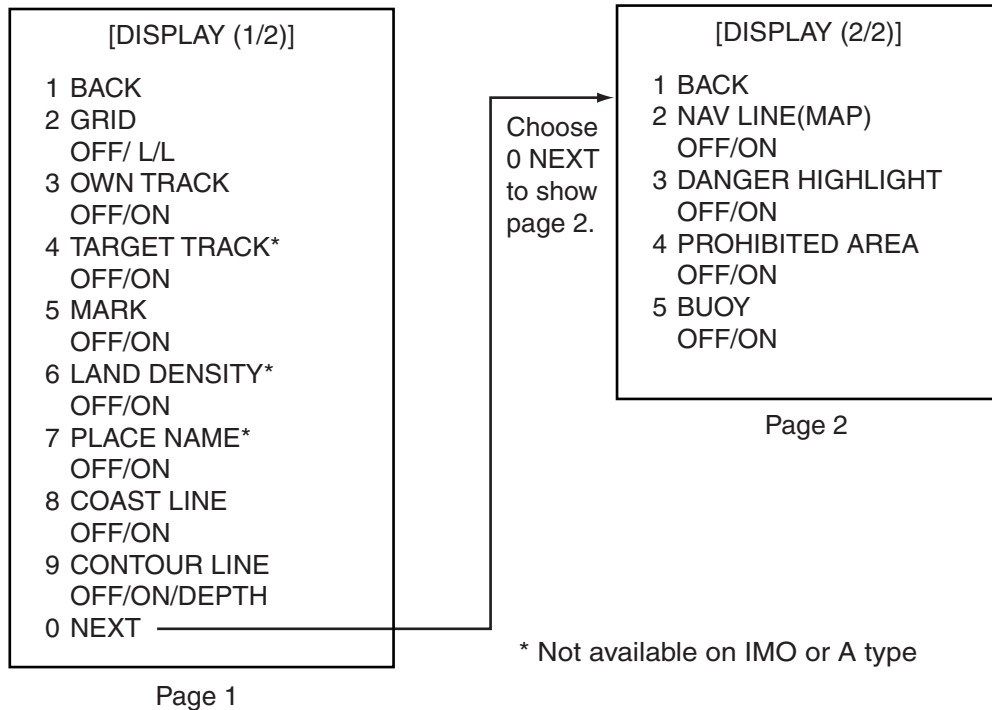 [DISPLAY (1/2)]
1 BACK
2 GRID
OFF/ L/L
3 OWN TRACK
OFF/ON
4 TARGET TRACK*
OFF/ON
5 MARK
OFF/ON
6 LAND DENSITY*
OFF/ON
7 PLACE NAME*
OFF/ON
8 COAST LINE
OFF/ON
9 CONTOUR LINE
OFF/ON/DEPTH
0 NEXT
Page 1
Choose
0 NEXT
to show
page 2.
[DISPLAY (2/2)]
1 BACK
2 NAV LINE(MAP)
OFF/ON
3 DANGER HIGHLIGHT
OFF/ON
4 PROHIBITED AREA
OFF/ON
5 BUOY
OFF/ON
Page 2
* Not available on IMO or A type